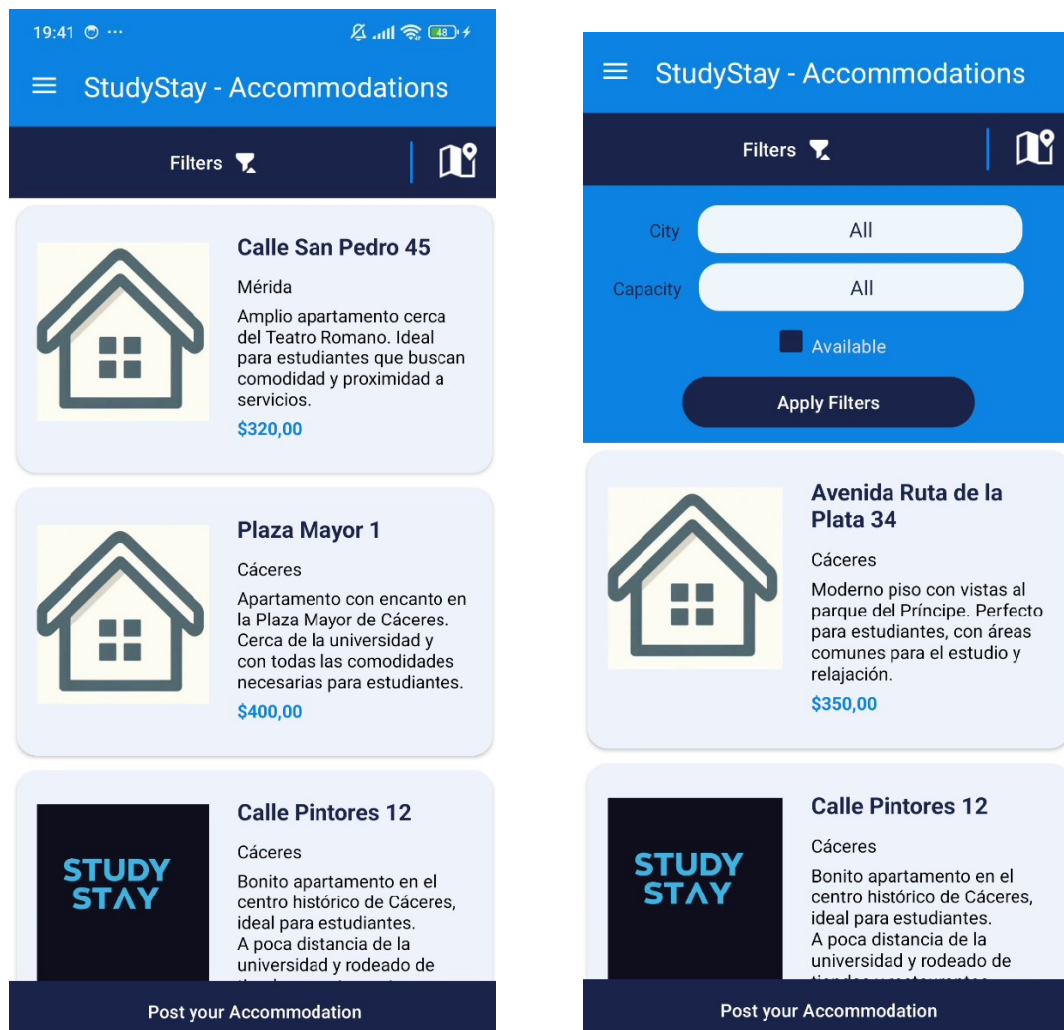 19:41
48
StudyStay - Accommodations
Filters
Calle San Pedro 45
Mérida
Amplio apartamento cerca
del Teatro Romano. Ideal
para estudiantes que buscan
comodidad y proximidad a
servicios.
$320,00
Plaza Mayor 1
Cáceres
Apartamento con encanto en
la Plaza Mayor de Cáceres.
Cerca de la universidad y
con todas las comodidades
necesarias para estudiantes.
$400,00
STUDY
STAY
Calle Pintores 12
Cáceres
Bonito apartamento en el
centro histórico de Cáceres,
ideal para estudiantes.
A poca distancia de la
universidad y rodeado de
Post your Accommodation
StudyStay - Accommodations
Filters
City
All
Capacity
All
Available
Apply Filters
Avenida Ruta de la
Plata 34
Cáceres
Moderno piso con vistas al
parque del Príncipe. Perfecto
para estudiantes, con áreas
comunes para el estudio y
relajación.
$350,00
STUDY
STAY
Calle Pintores 12
Cáceres
Bonito apartamento en el
centro histórico de Cáceres,
ideal para estudiantes.
A poca distancia de la
universidad y rodeado de
Post your Accommodation